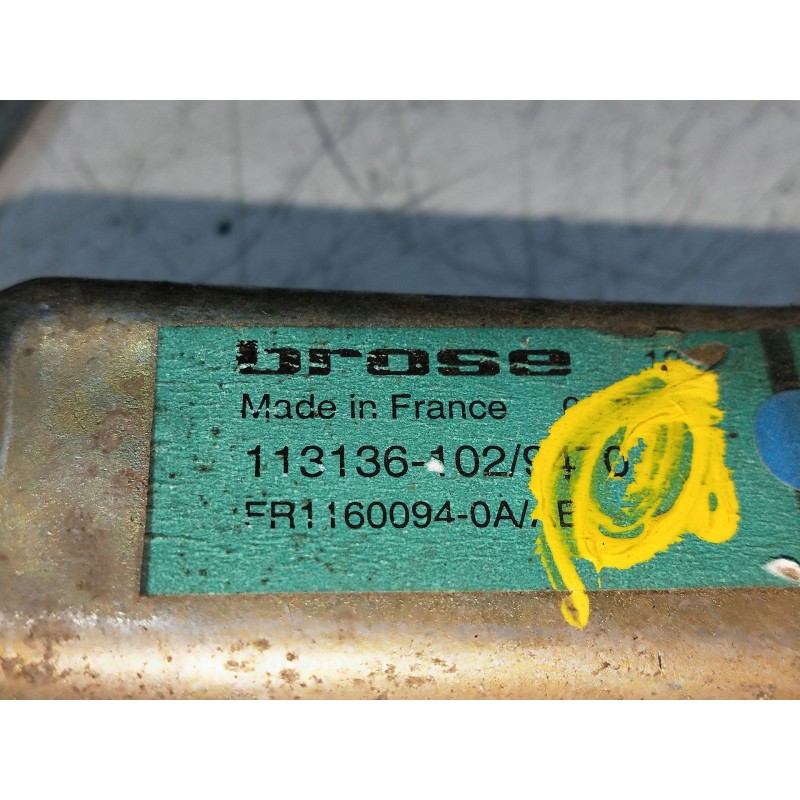 brose
Made in France
113136-102/
FR1160094-0A/